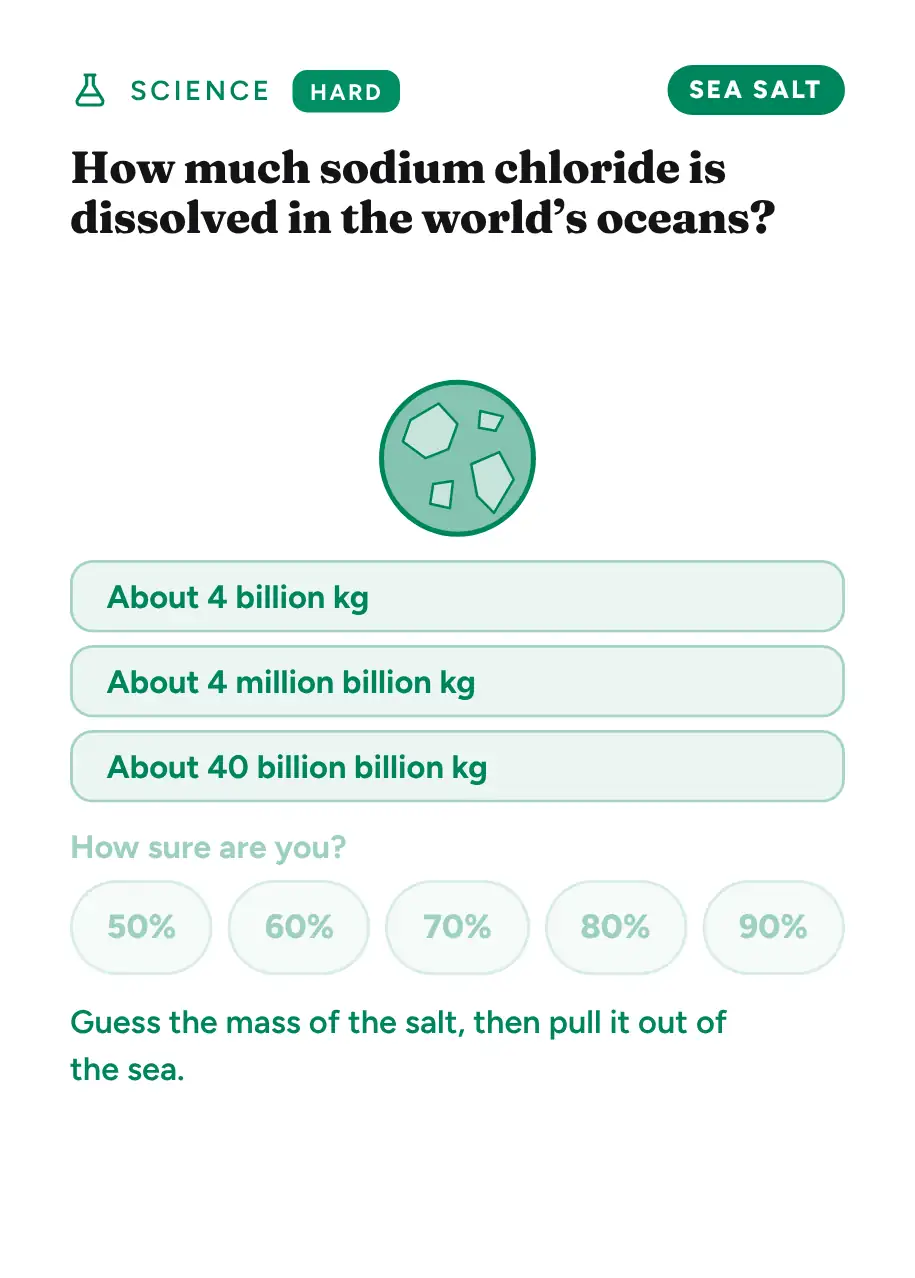 SCIENCE HARD SEA SALT
How much sodium chloride is
dissolved in the world’s oceans?
About 4 billion kg
About 4 million billion kg
About 40 billion billion kg
How sure are you?
50% 60% 70% 80% 90%
Guess the mass of the salt, then pull it out of
the sea.